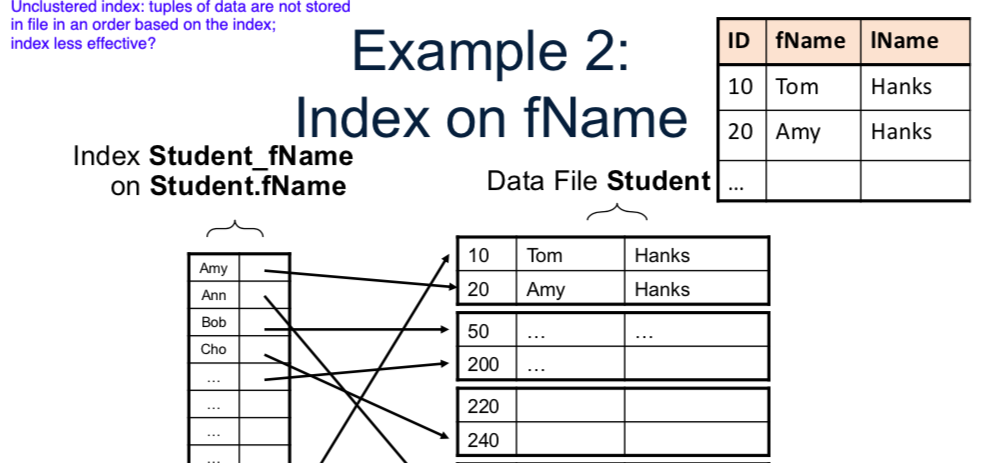 Unclustered index: tuples of data are not stored
in file in an order based on the index;
index less effective?
Example 2:
Index on fName
ID fName lName
10 Tom Hanks
20 Amy Hanks
...
Index Student_fName
on Student.fName
Data File Student
Amy
Ann
Bob
Cho
...
...
...
...
10 Tom Hanks
20 Amy Hanks
50 ... ...
200 ...
220
240